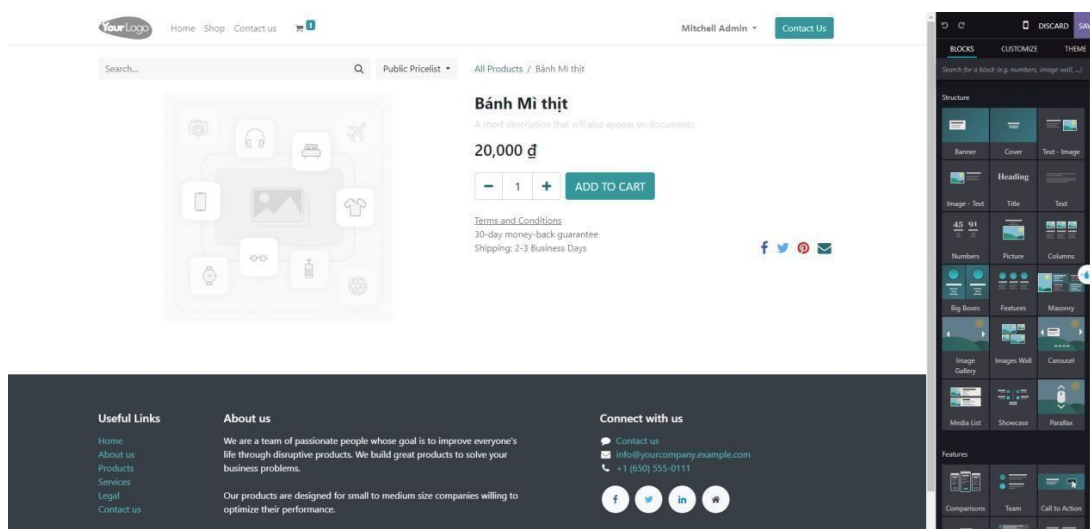 YourLogo Home Shop Contact us 1 Mitchell Admin Contact Us
Search... Public Pricelist All Products / Bánh Mì thịt
Bánh Mì thịt
A short description that will also appear on documents.
20,000 ₫
1 ADD TO CART
Terms and Conditions
30-day money-back guarantee
Shipping: 2-3 Business Days
Useful Links
Home
About us
Products
Services
Legal
Contact us
About us
We are a team of passionate people whose goal is to improve everyone's
life through disruptive products. We build great products to solve your
business problems.
Our products are designed for small to medium size companies willing to
optimize their performance.
Connect with us
Contact us
info@yourcompany.example.com
+1 (650) 555-0111
DISCARD SAV
BLOCKS CUSTOMIZE THEME
Search for a block (e.g. numbers, image wall, ...)
Structure
Banner Cover Text - Image
Heading
Image - Text Title Text
45 91
Numbers Picture Columns
Big Boxes Features Masonry
Image Gallery Images Wall Carousel
Media List Showcase Parallax
Features
Comparisons Team Call to Action